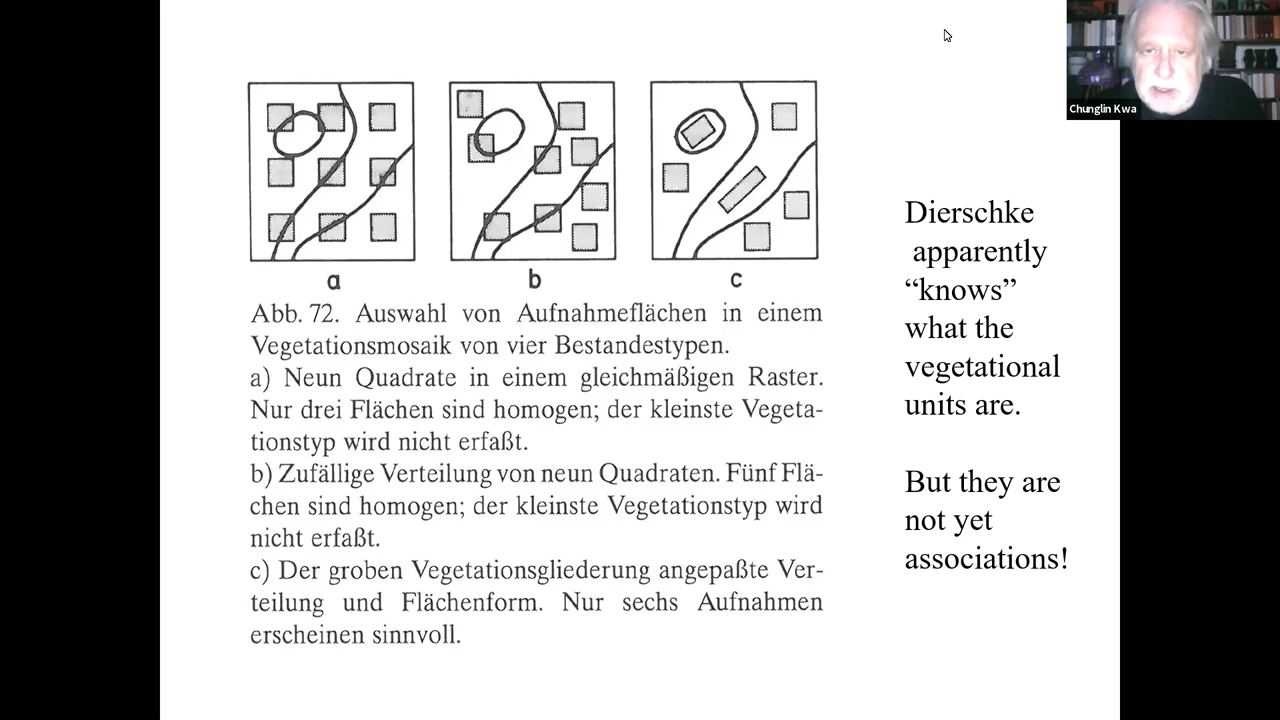 Chunglin Kwa
a
b
c
Abb. 72. Auswahl von Aufnahmeflächen in einem
Vegetationsmosaik von vier Bestandestypen.
a) Neun Quadrate in einem gleichmäßigen Raster.
Nur drei Flächen sind homogen; der kleinste Vegeta-
tionstyp wird nicht erfaßt.
b) Zufällige Verteilung von neun Quadraten. Fünf Flä-
chen sind homogen; der kleinste Vegetationstyp wird
nicht erfaßt.
c) Der groben Vegetationsgliederung angepaßte Ver-
teilung und Flächenform. Nur sechs Aufnahmen
erscheinen sinnvoll.
Dierschke
apparently
“knows”
what the
vegetational
units are.
But they are
not yet
associations!